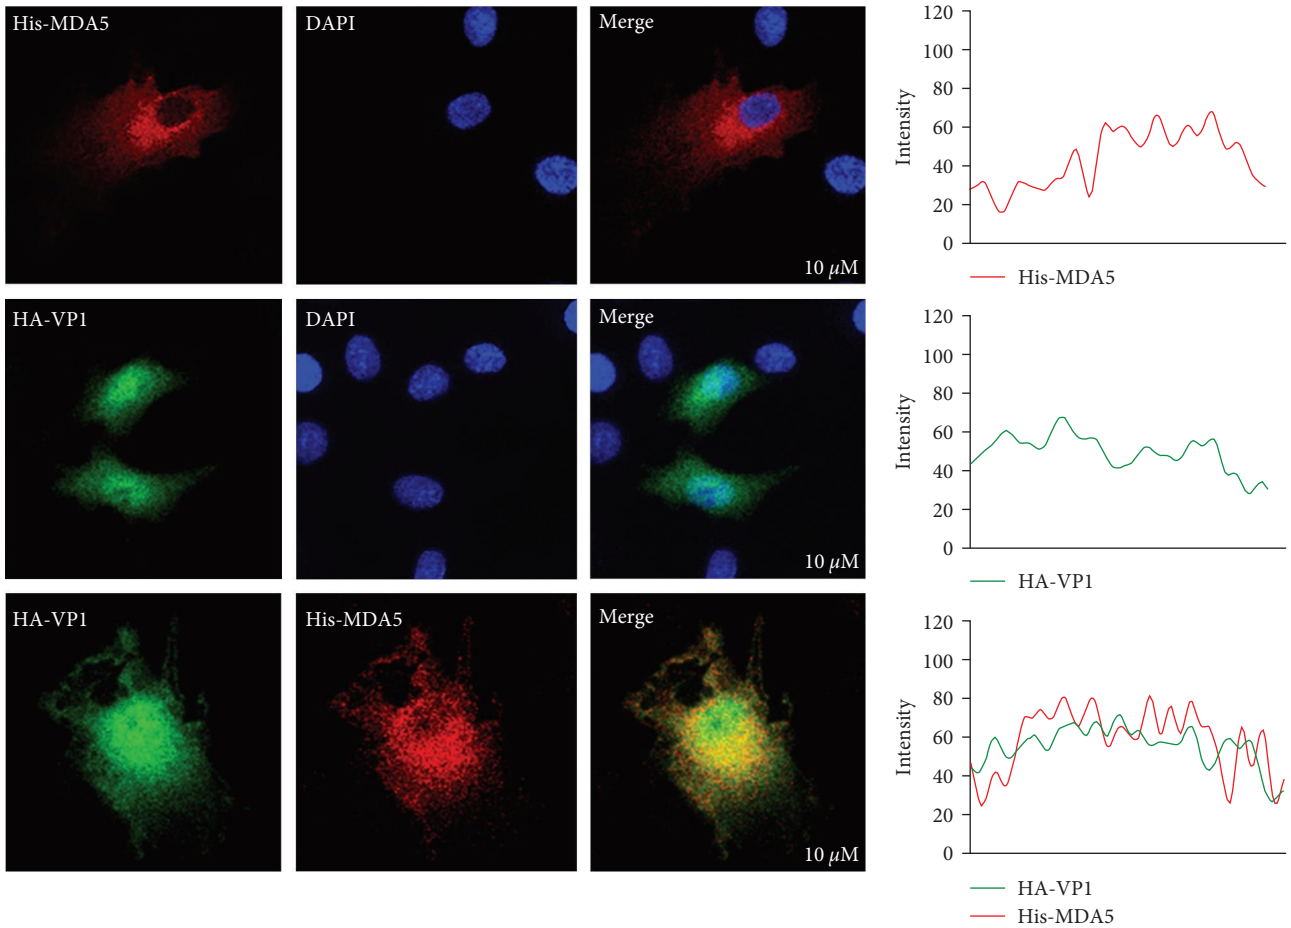 His-MDA5
DAPI
Merge
10 µM
120
100
80
60
40
20
0
Intensity
His-MDA5
HA-VP1
DAPI
Merge
10 µM
120
100
80
60
40
20
0
Intensity
HA-VP1
HA-VP1
His-MDA5
Merge
10 µM
120
100
80
60
40
20
0
Intensity
HA-VP1
His-MDA5